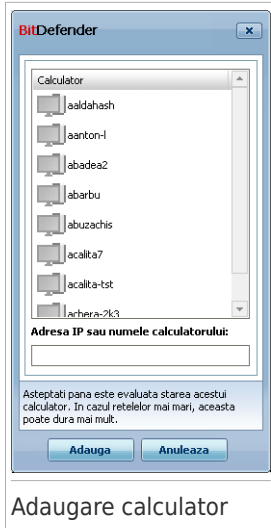 BitDefender
Calculator
aaldahash
aanton-l
abadea2
abarbu
abuzachis
acalita7
acalita-tst
achera-2k3
Adresa IP sau numele calculatorului:
Asteptati pana este evaluata starea acestui
calculator. In cazul retelelor mai mari, aceasta
poate dura mai mult.
Adauga
Anuleaza
Adaugare calculator